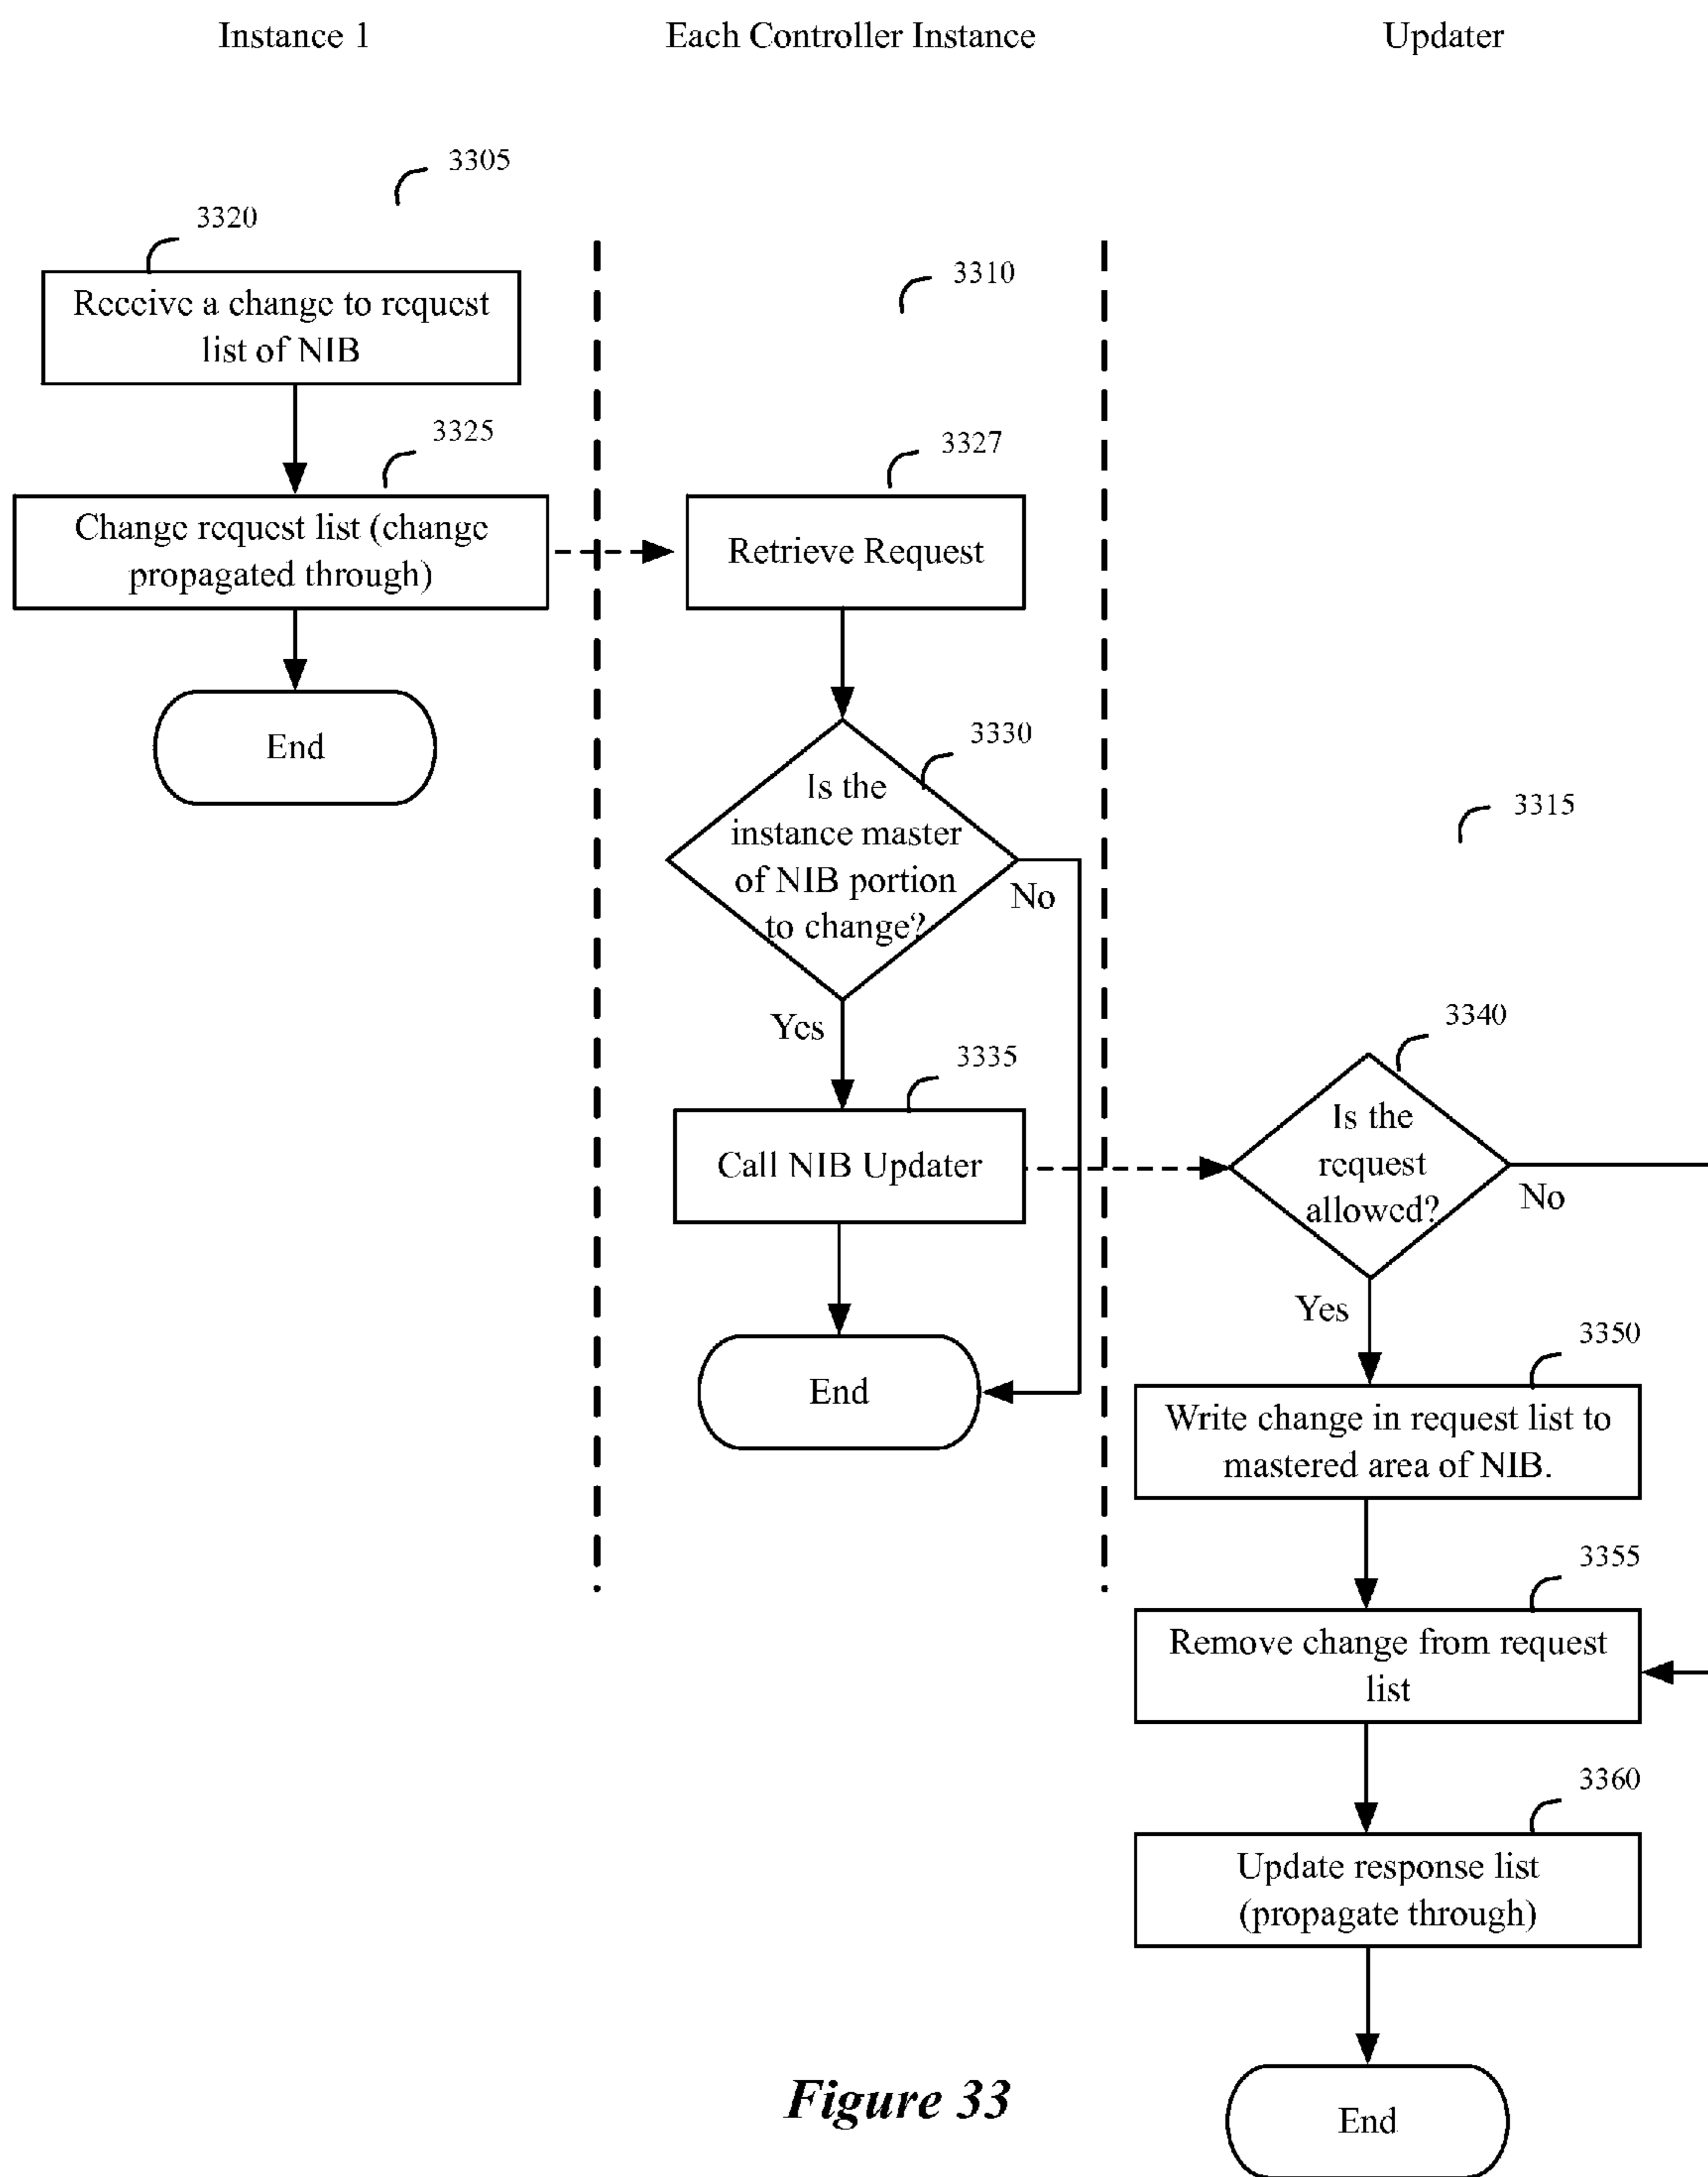 Instance 1
Each Controller Instance
Updater
3305
3320
Receive a change to request
list of NIB
3325
Change request list (change
propagated through)
End
3310
3327
Retrieve Request
3330
Is the
instance master
of NIB portion
to change?
No
Yes
3335
Call NIB Updater
End
3315
3340
Is the
request
allowed?
No
Yes
3350
Write change in request list to
mastered area of NIB.
3355
Remove change from request
list
3360
Update response list
(propagate through)
End
Figure 33